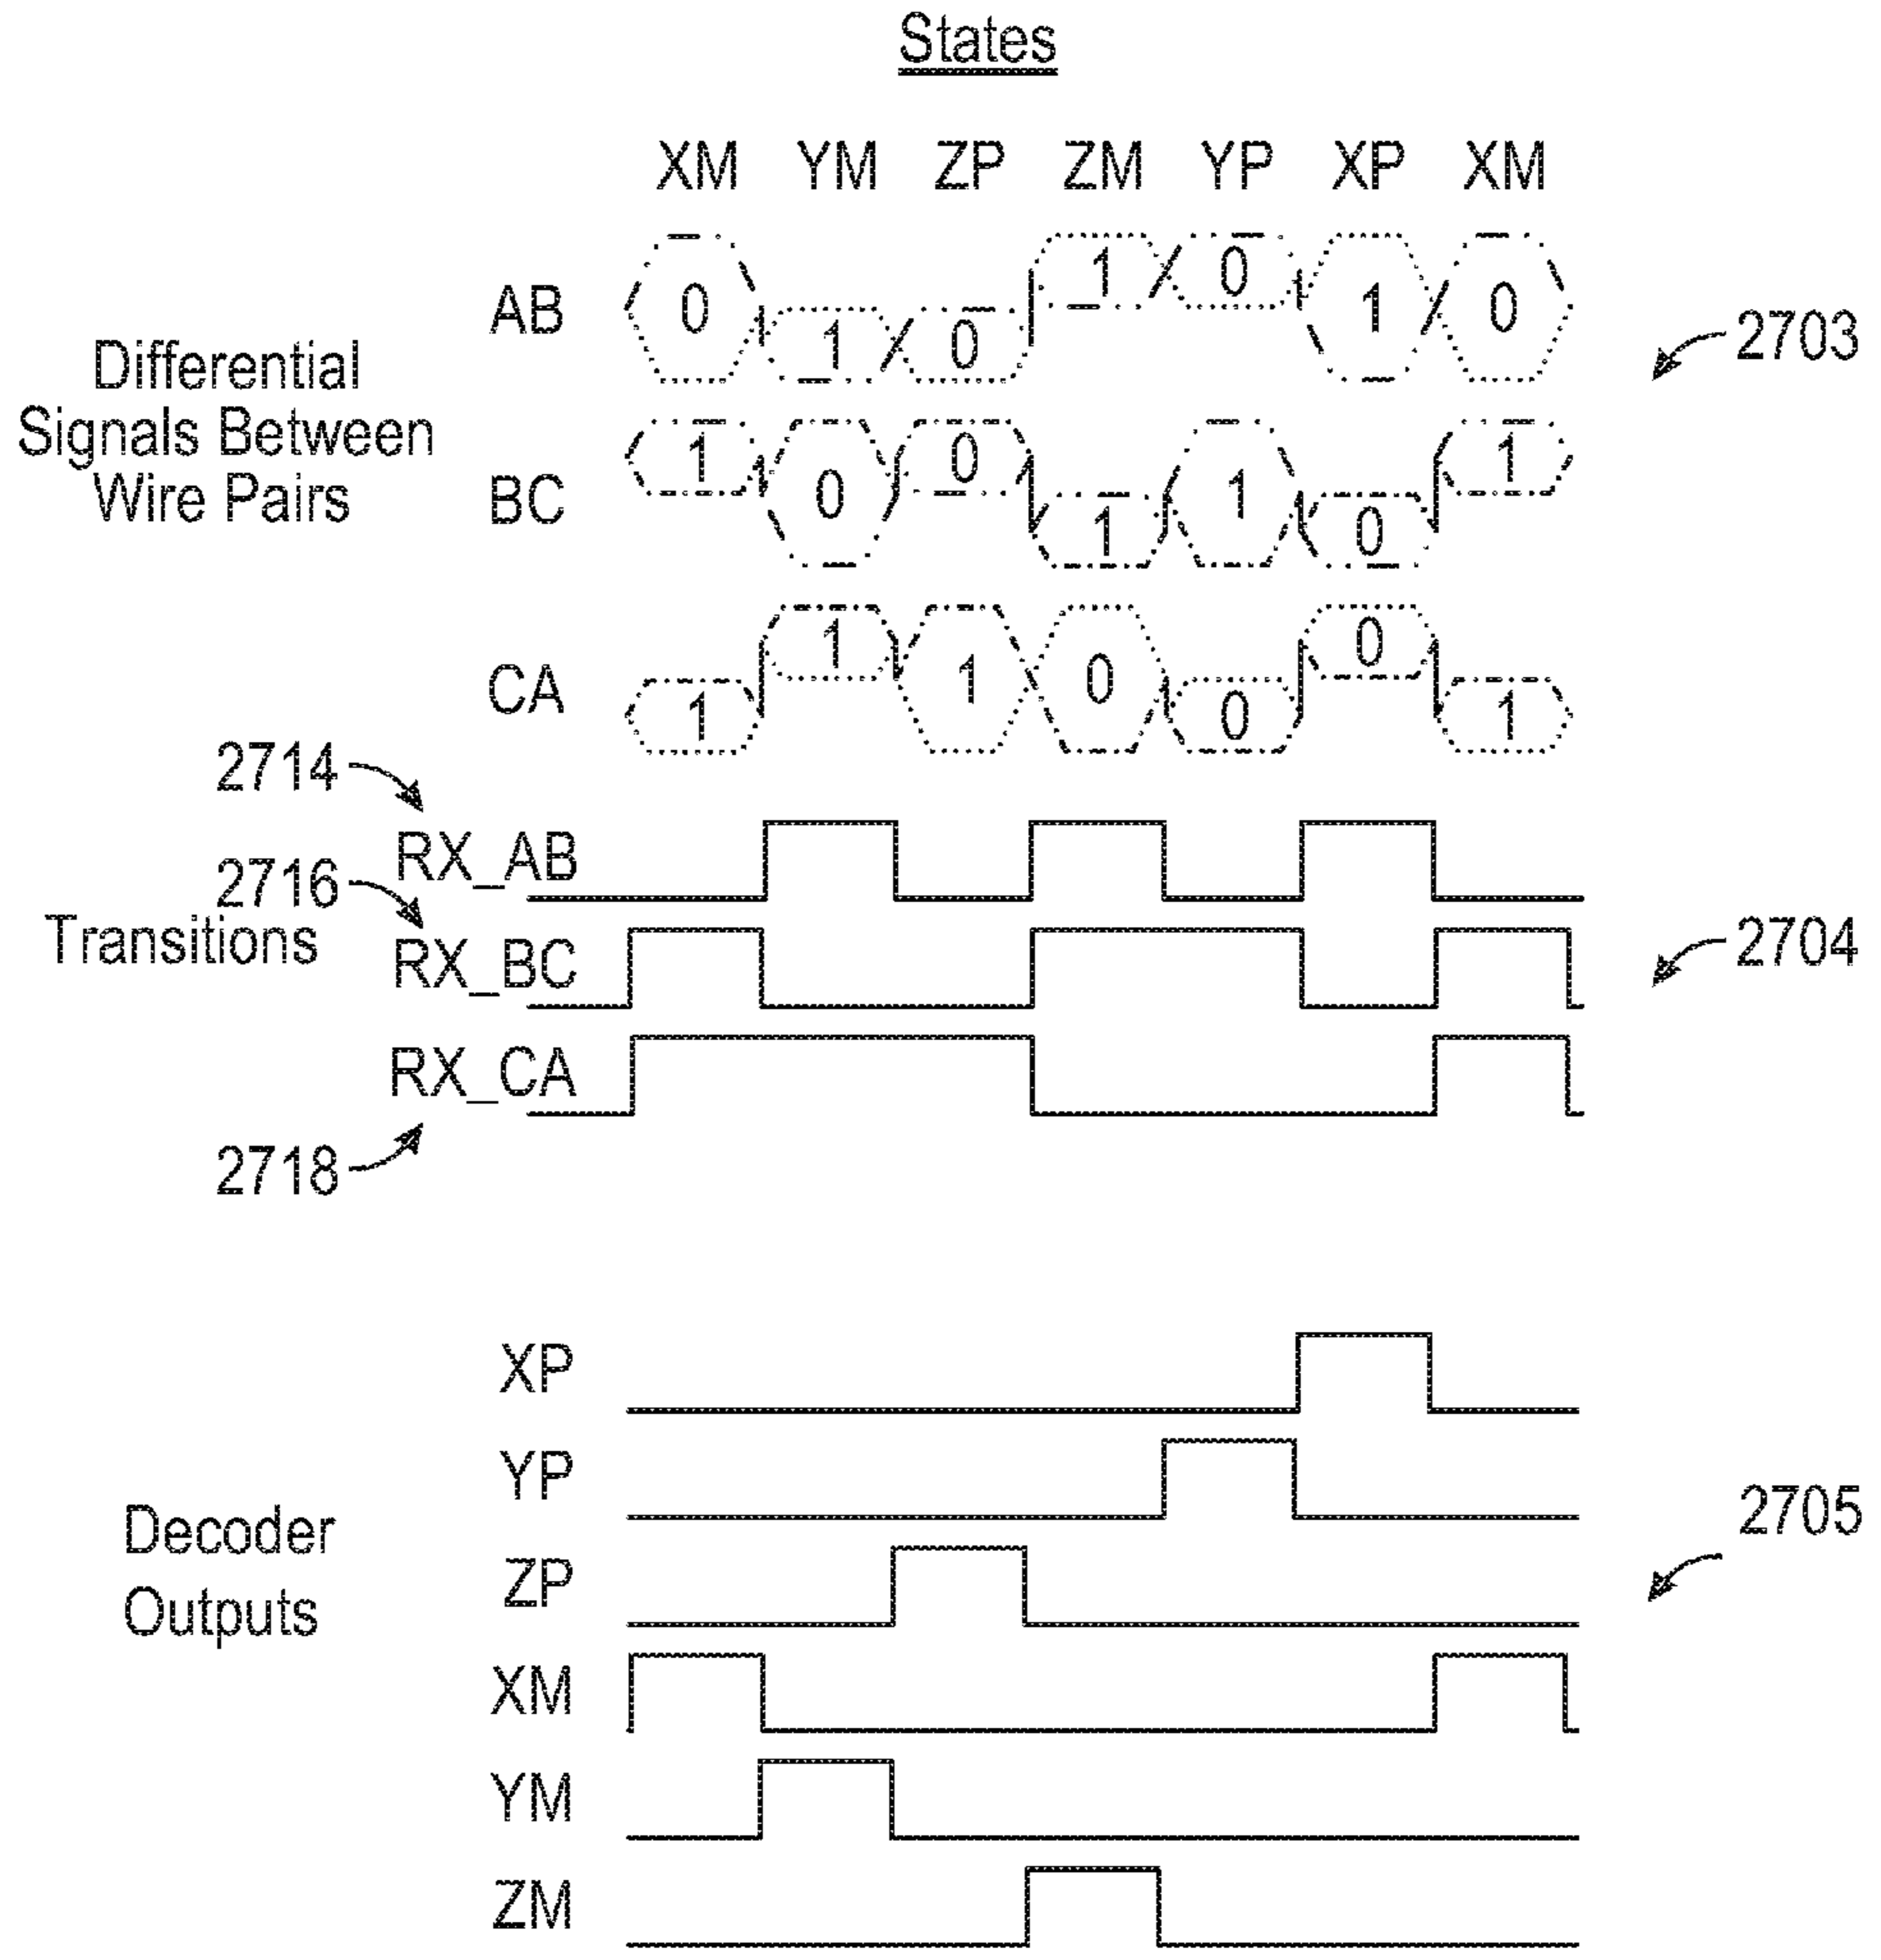 States
XM YM ZP ZM YP XP XM
AB 0 1 0 1 0 1 0
2703
Differential
Signals Between
Wire Pairs
BC 1 0 0 1 1 0 1
CA 1 1 1 0 0 0 1
2714
RX_AB
2716
Transitions
RX_BC
2704
RX_CA
2718
XP
YP
Decoder
Outputs
2705
ZP
XM
YM
ZM